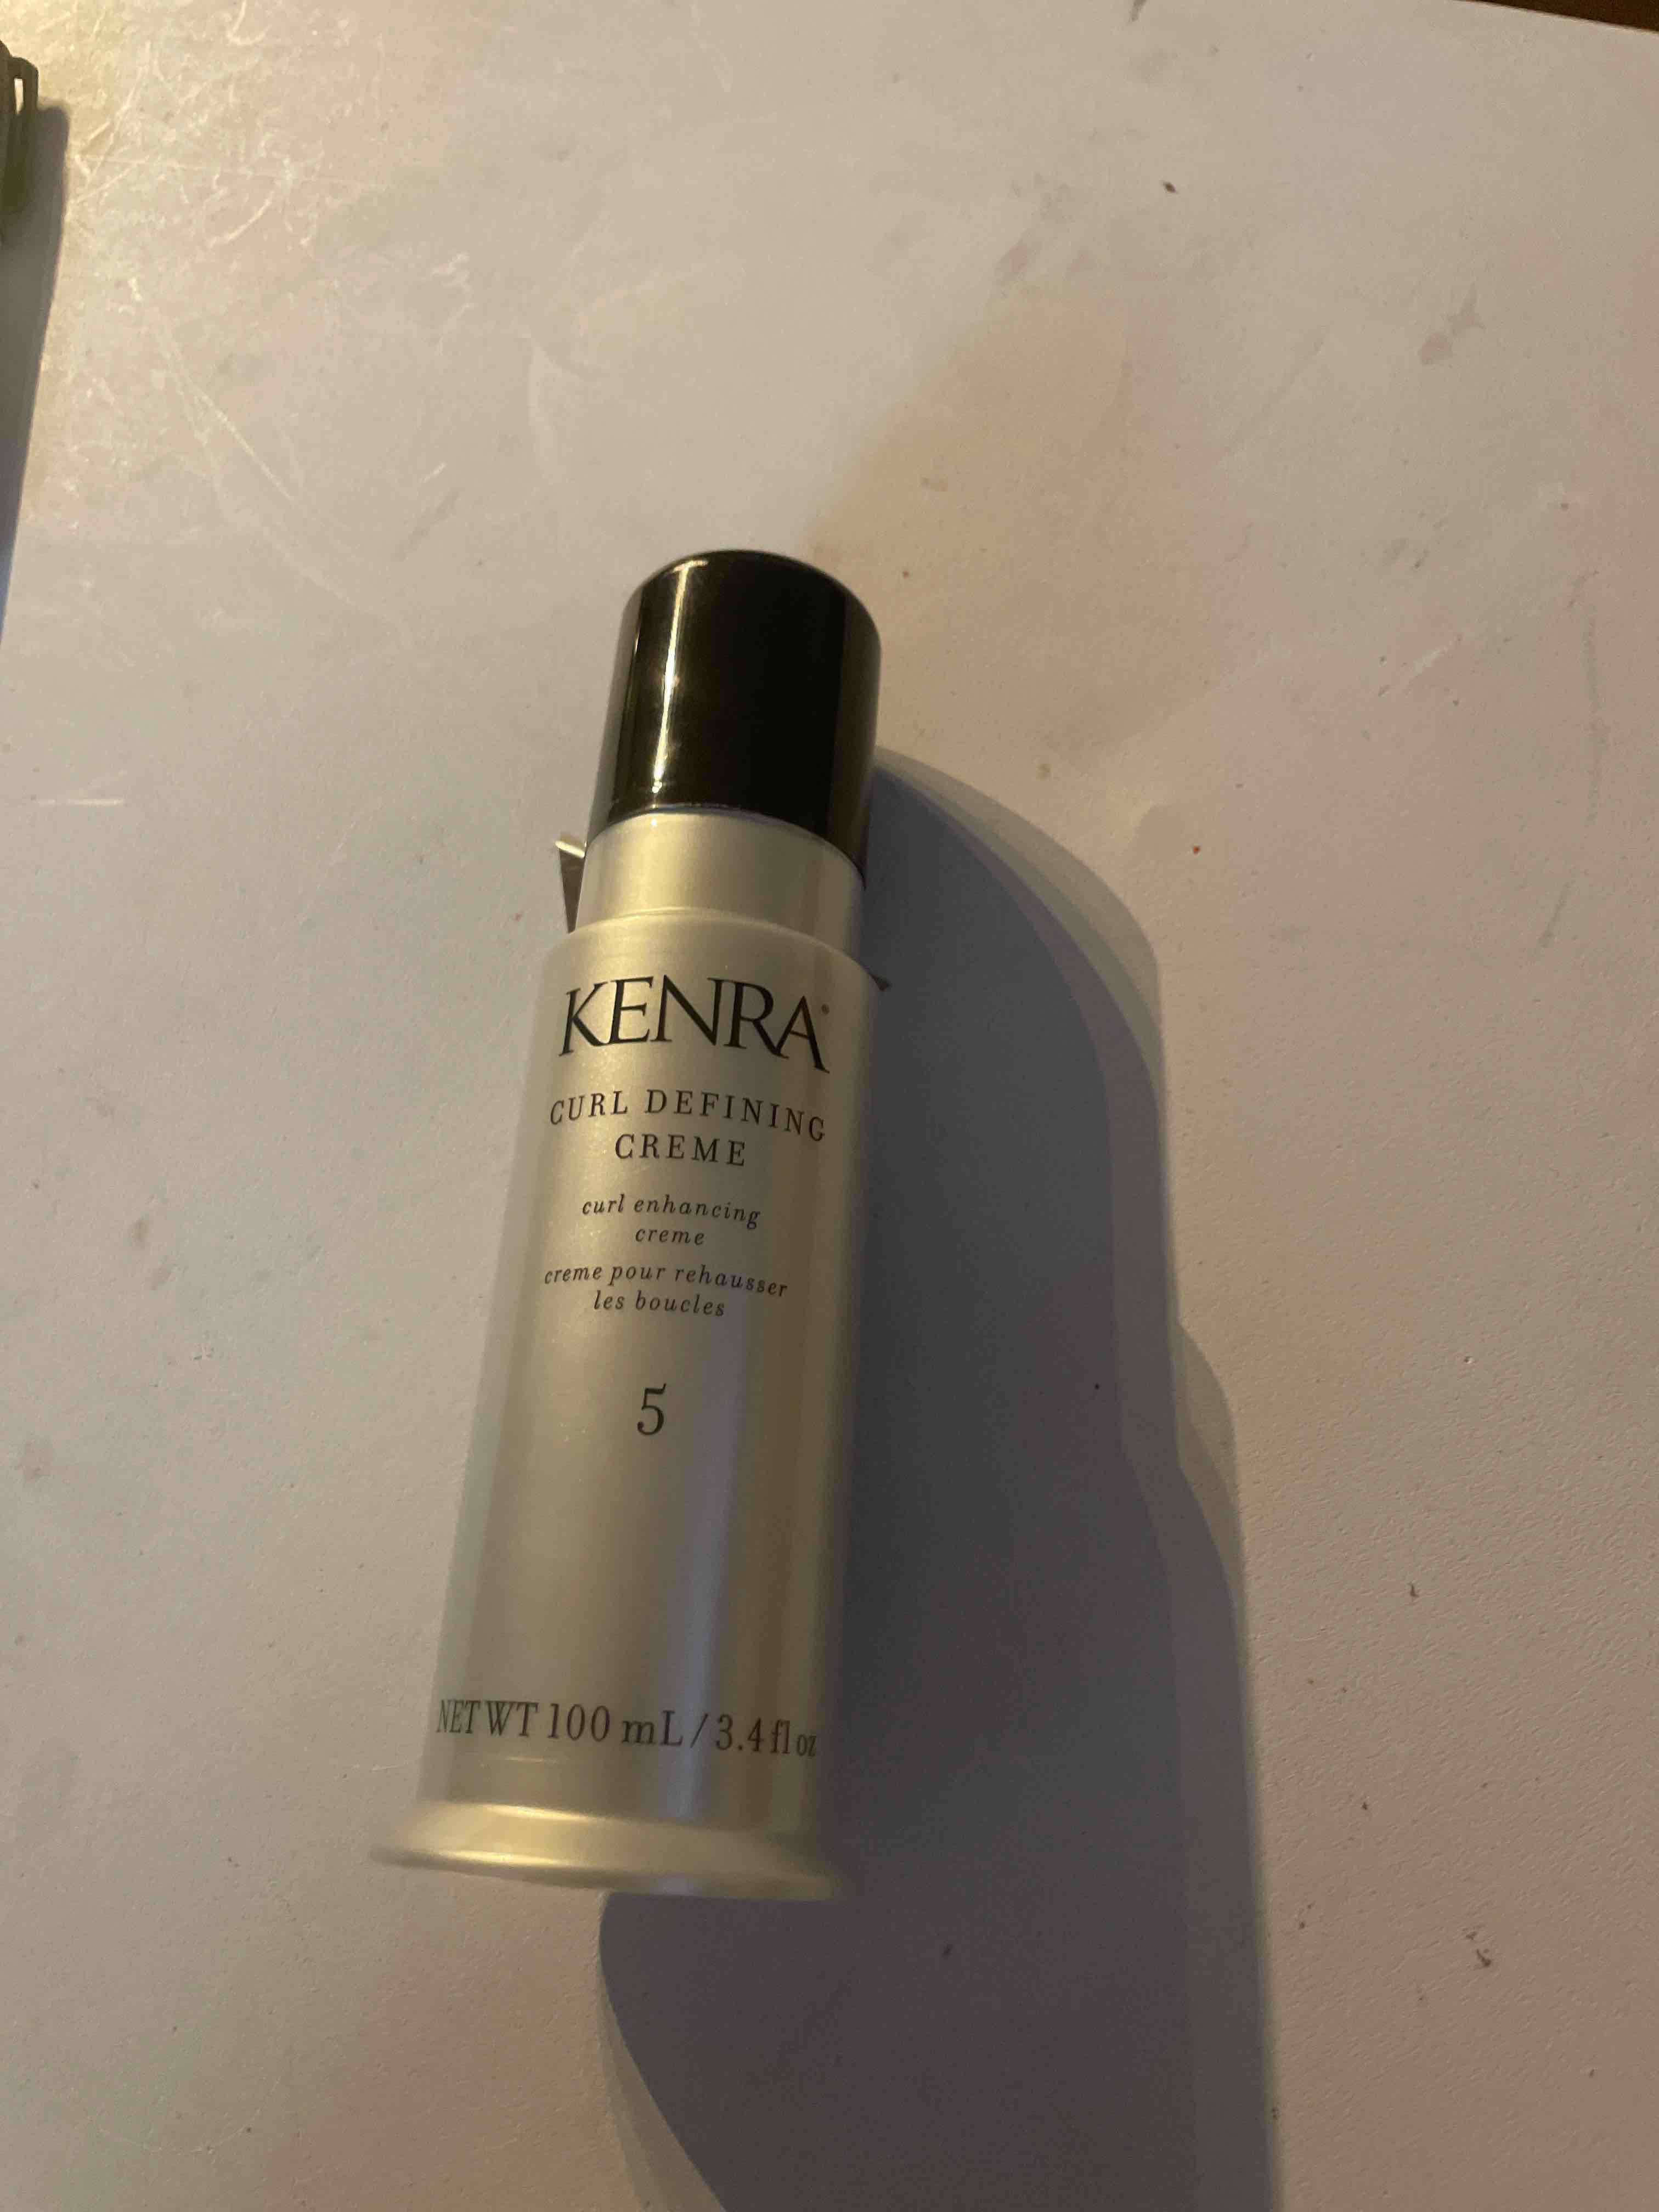 KENRA
CURL DEFINING
CREME
curl enhancing
creme
creme pour rehausser
les boucles
5
NET WT 100 mL / 3.4 fl oz